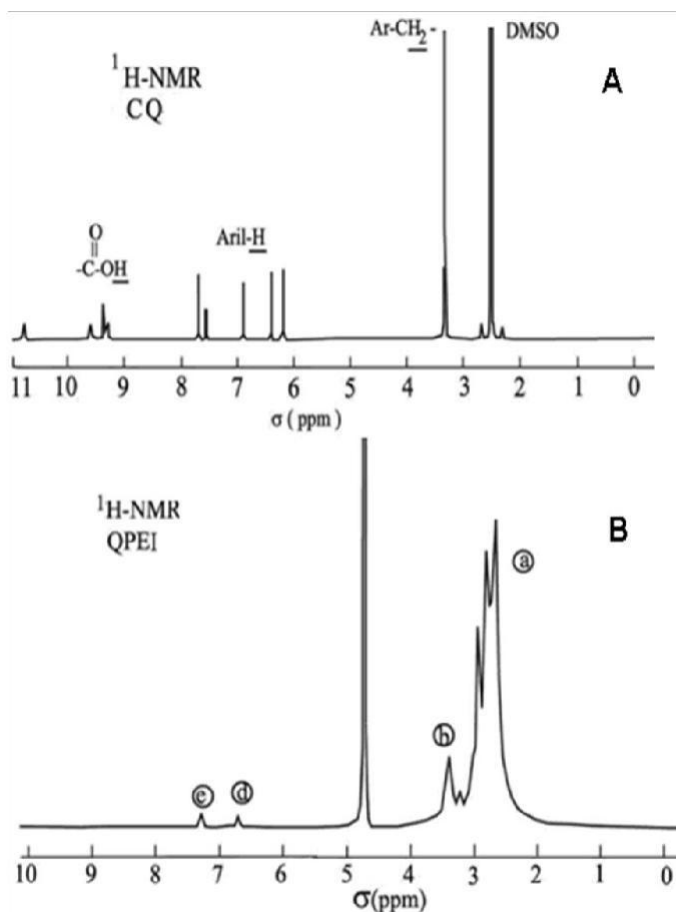 Ar-CH2 -
DMSO
A
1H-NMR
CQ
O
-C-OH
Aril-H
11 10 9 8 7 6 5 4 3 2 1 0
σ ( ppm )
1H-NMR
QPEI
B
a
b
e d
10 9 8 7 6 5 4 3 2 1 0
σ(ppm)